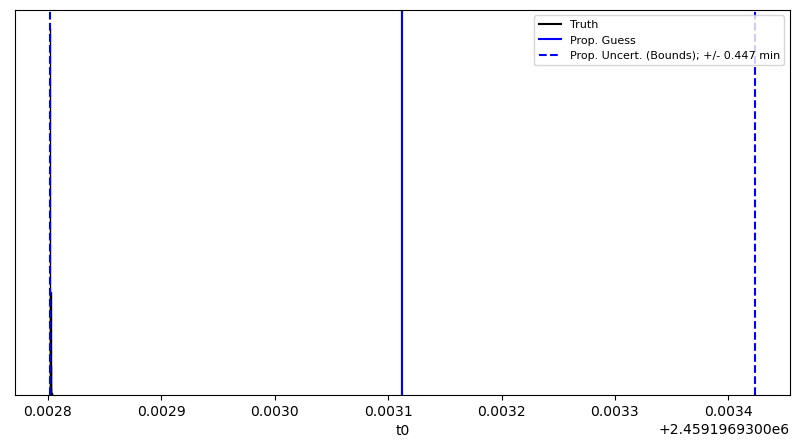 Truth
Prop. Guess
Prop. Uncert. (Bounds); +/- 0.447 min
0.0028 0.0029 0.0030 0.0031 0.0032 0.0033 0.0034
t0 +2.4591969300e6